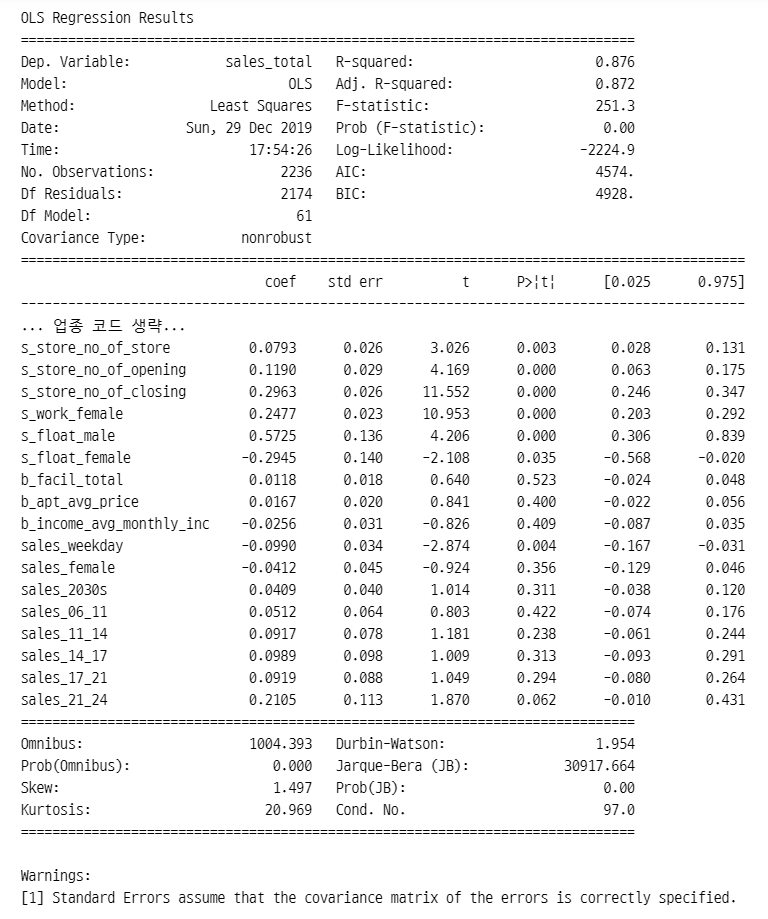 OLS Regression Results
==============================================================================
Dep. Variable: sales_total R-squared: 0.876
Model: OLS Adj. R-squared: 0.872
Method: Least Squares F-statistic: 251.3
Date: Sun, 29 Dec 2019 Prob (F-statistic): 0.00
Time: 17:54:26 Log-Likelihood: -2224.9
No. Observations: 2236 AIC: 4574.
Df Residuals: 2174 BIC: 4928.
Df Model: 61
Covariance Type: nonrobust
============================================================================================
coef std err t P>¦t¦ [0.025 0.975]
--------------------------------------------------------------------------------------------
... 업종 코드 생략...
s_store_no_of_store 0.0793 0.026 3.026 0.003 0.028 0.131
s_store_no_of_opening 0.1190 0.029 4.169 0.000 0.063 0.175
s_store_no_of_closing 0.2963 0.026 11.552 0.000 0.246 0.347
s_work_female 0.2477 0.023 10.953 0.000 0.203 0.292
s_float_male 0.5725 0.136 4.206 0.000 0.306 0.839
s_float_female -0.2945 0.140 -2.108 0.035 -0.568 -0.020
b_facil_total 0.0118 0.018 0.640 0.523 -0.024 0.048
b_apt_avg_price 0.0167 0.020 0.841 0.400 -0.022 0.056
b_income_avg_monthly_inc -0.0256 0.031 -0.826 0.409 -0.087 0.035
sales_weekday -0.0990 0.034 -2.874 0.004 -0.167 -0.031
sales_female -0.0412 0.045 -0.924 0.356 -0.129 0.046
sales_2030s 0.0409 0.040 1.014 0.311 -0.038 0.120
sales_06_11 0.0512 0.064 0.803 0.422 -0.074 0.176
sales_11_14 0.0917 0.078 1.181 0.238 -0.061 0.244
sales_14_17 0.0989 0.098 1.009 0.313 -0.093 0.291
sales_17_21 0.0919 0.088 1.049 0.294 -0.080 0.264
sales_21_24 0.2105 0.113 1.870 0.062 -0.010 0.431
==============================================================================
Omnibus: 1004.393 Durbin-Watson: 1.954
Prob(Omnibus): 0.000 Jarque-Bera (JB): 30917.664
Skew: 1.497 Prob(JB): 0.00
Kurtosis: 20.969 Cond. No. 97.0
==============================================================================
Warnings:
[1] Standard Errors assume that the covariance matrix of the errors is correctly specified.